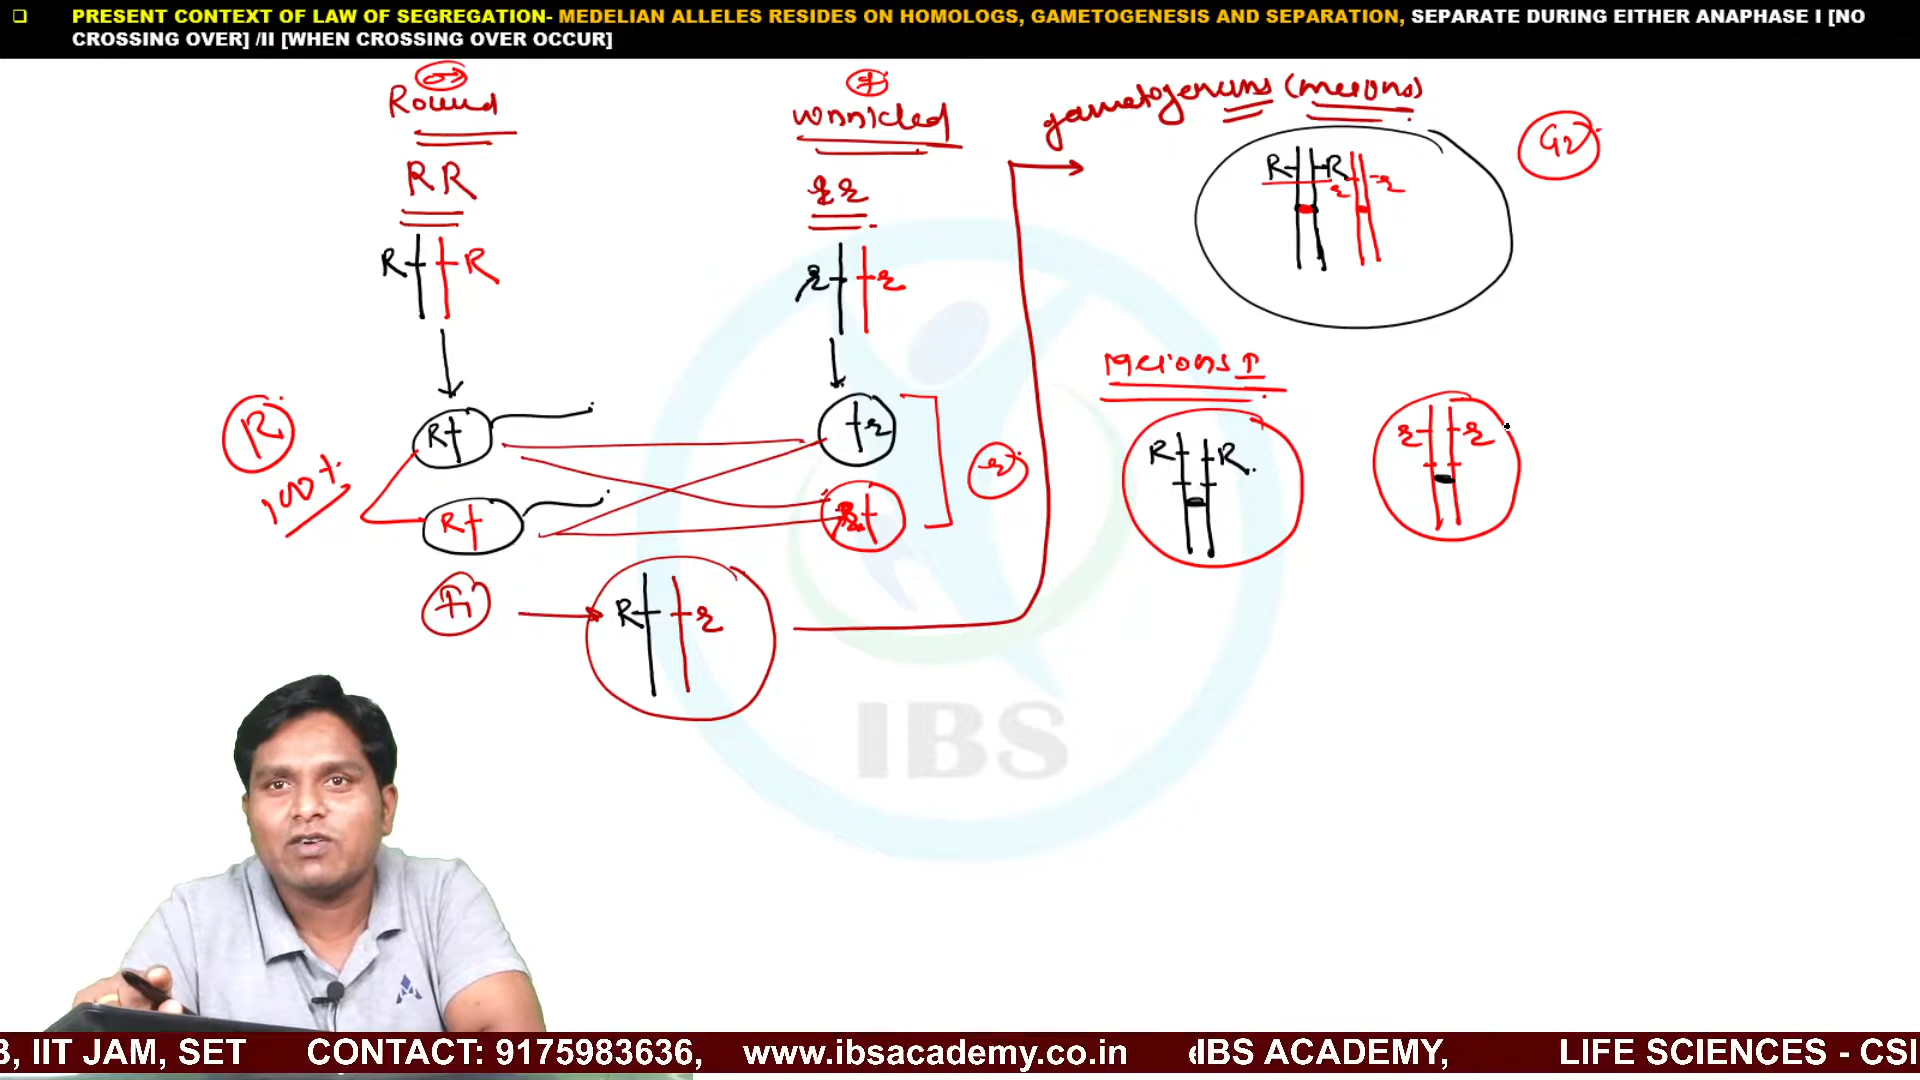 PRESENT CONTEXT OF LAW OF SEGREGATION- MEDELIAN ALLELES RESIDES ON HOMOLOGS, GAMETOGENESIS AND SEPARATION, SEPARATE DURING EITHER ANAPHASE I [NO
CROSSING OVER] /II [WHEN CROSSING OVER OCCUR]
Round
RR
R R
rr
r r
(meiosis)
G2
R R r r
Meiosis I
R R
r r
R
R
r
r
R
100%
F1
R r
IBS
3, IIT JAM, SET CONTACT: 9175983636, www.ibsacademy.co.in IBS ACADEMY, LIFE SCIENCES - CSI